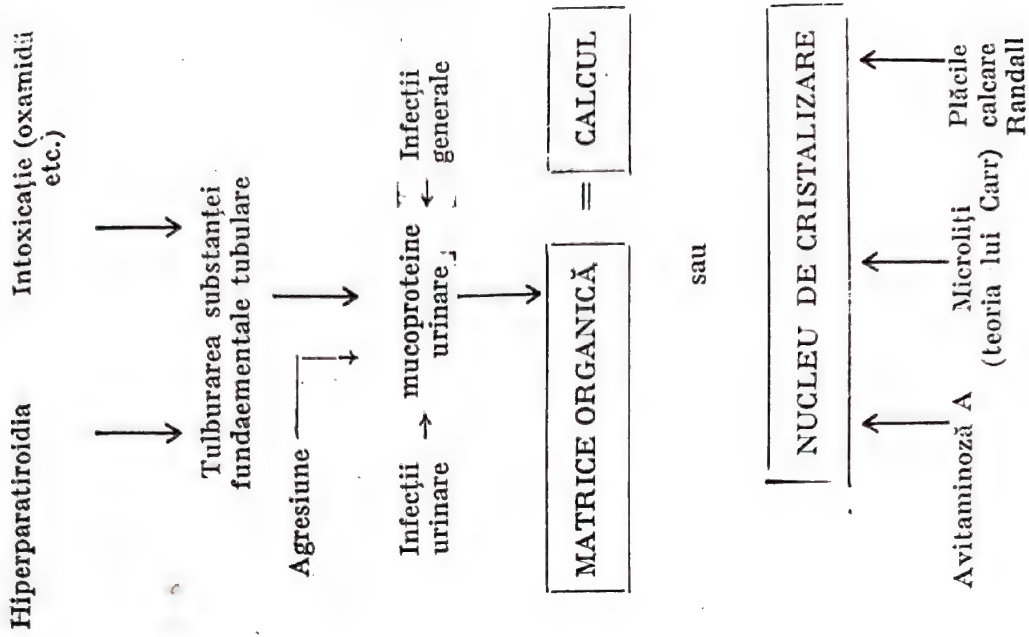 Hiperparatiroidia
Intoxicație (oxamidă
etc.)
Tulburarea substanței
fundaementale tubulare
Agresiune
Infecții
urinare
mucoproteine
urinare
Infecții
generale
MATRICE ORGANICĂ
=
CALCUL
sau
NUCLEU DE CRISTALIZARE
Avitaminoză A
Microliți
(teoria lui Carr)
Plăcile
calcare
Randall